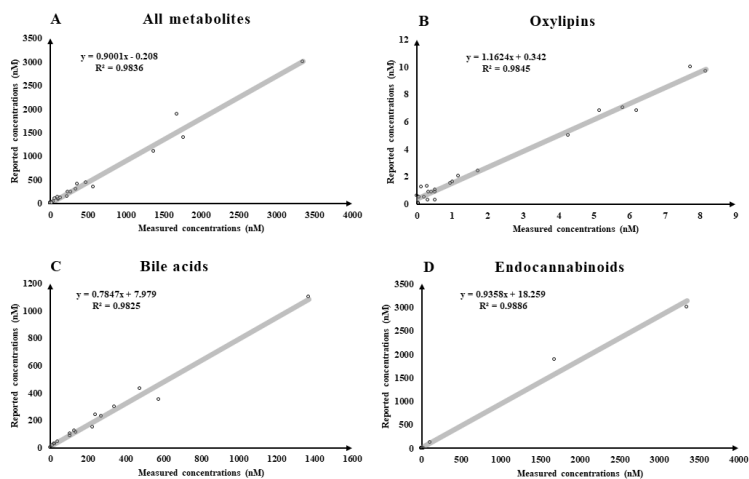 A All metabolites
Reported concentrations (nM)
3500
3000
2500
2000
1500
1000
500
0
y = 0.9001x - 0.208
R² = 0.9836
0 500 1000 1500 2000 2500 3000 3500 4000
Measured concentrations (nM)
B Oxylipins
Reported concentrations (nM)
12
10
8
6
4
2
0
y = 1.1624x + 0.342
R² = 0.9845
0 1 2 3 4 5 6 7 8 9
Measured concentrations (nM)
C Bile acids
Reported concentrations (nM)
1200
1000
800
600
400
200
0
y = 0.7847x + 7.979
R² = 0.9825
0 200 400 600 800 1000 1200 1400 1600
Measured concentrations (nM)
D Endocannabinoids
Reported concentrations (nM)
3500
3000
2500
2000
1500
1000
500
0
y = 0.9358x + 18.259
R² = 0.9886
0 500 1000 1500 2000 2500 3000 3500 4000
Measured concentrations (nM)